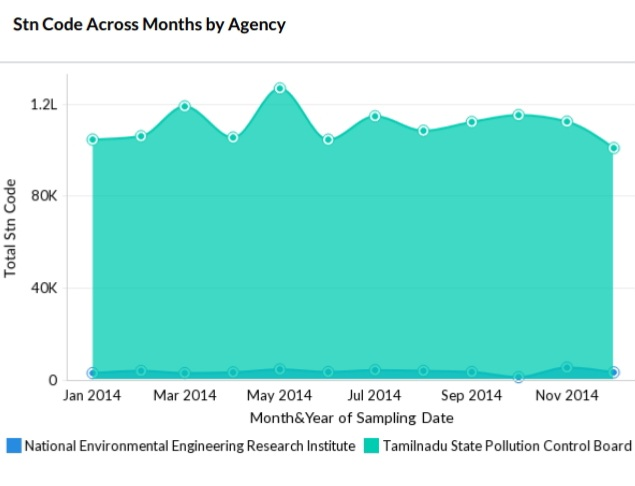 Stn Code Across Months by Agency
1.2L
80K
40K
0
Total Stn Code
Jan 2014 Mar 2014 May 2014 Jul 2014 Sep 2014 Nov 2014
Month&Year of Sampling Date
National Environmental Engineering Research Institute Tamilnadu State Pollution Control Board